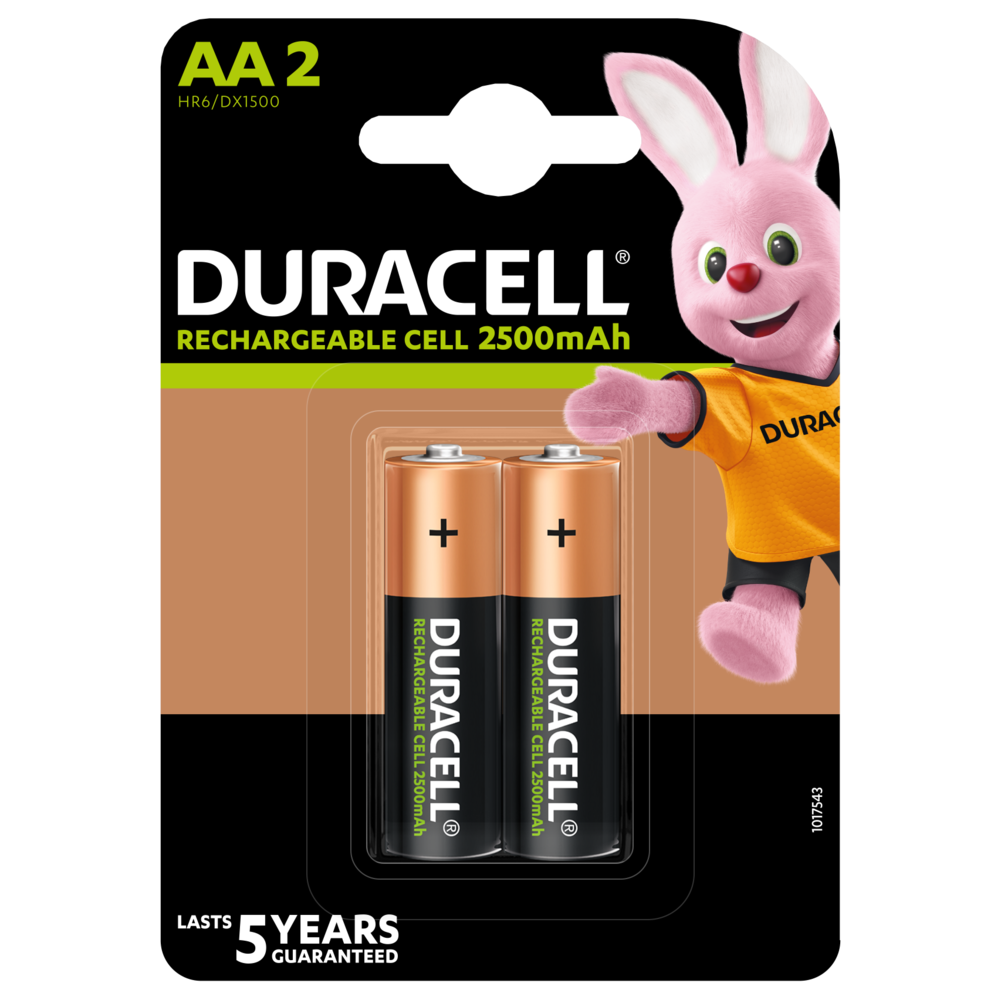 AA 2
HR6/DX1500
DURACELL®
RECHARGEABLE CELL 2500mAh
DURAC
+
+
DURACELL®
RECHARGEABLE CELL 2500mAh
DURACELL®
RECHARGEABLE CELL 2500mAh
1017543
LASTS 5 YEARS
GUARANTEED